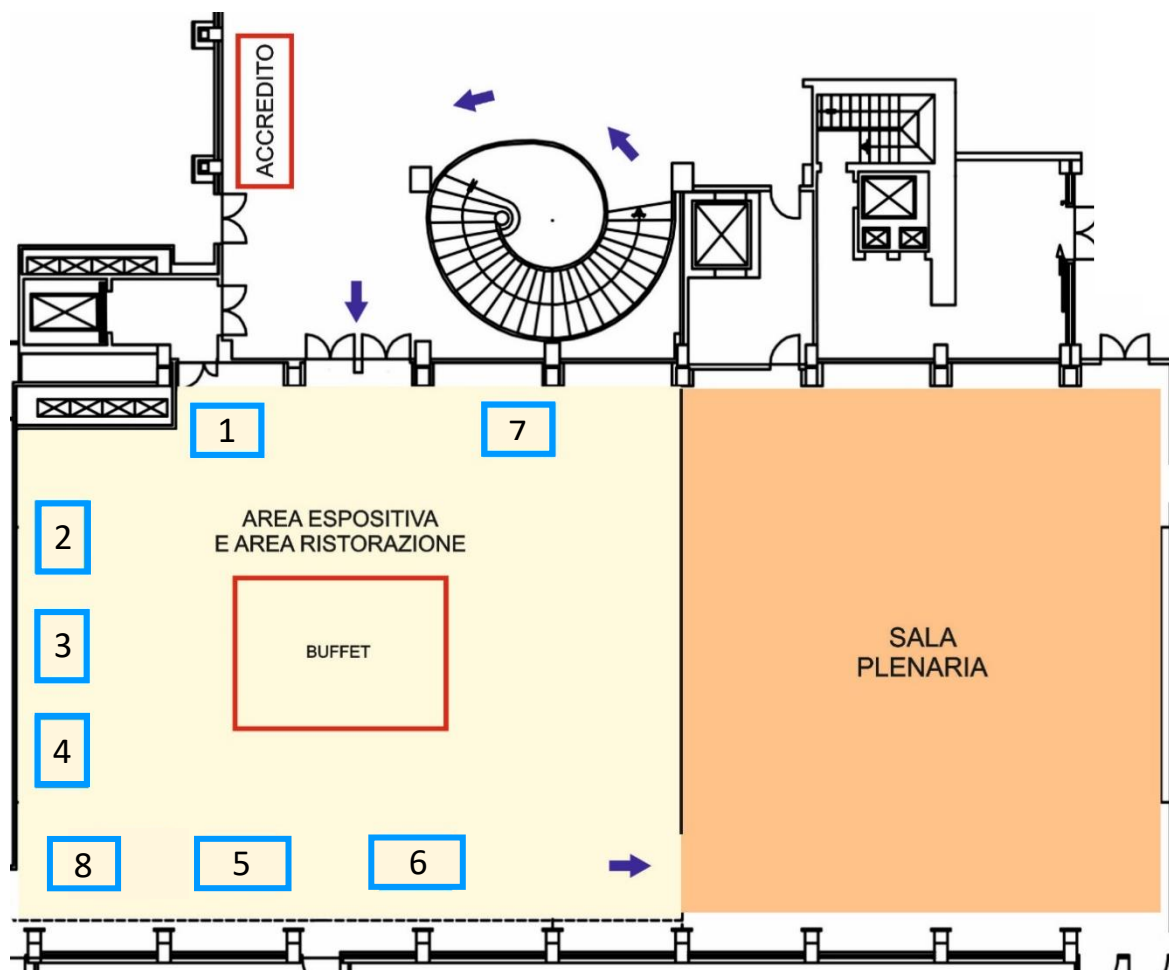 ACCREDITO
1
7
2
AREA ESPOSITIVA
E AREA RISTORAZIONE
3
BUFFET
SALA
PLENARIA
4
8
5
6